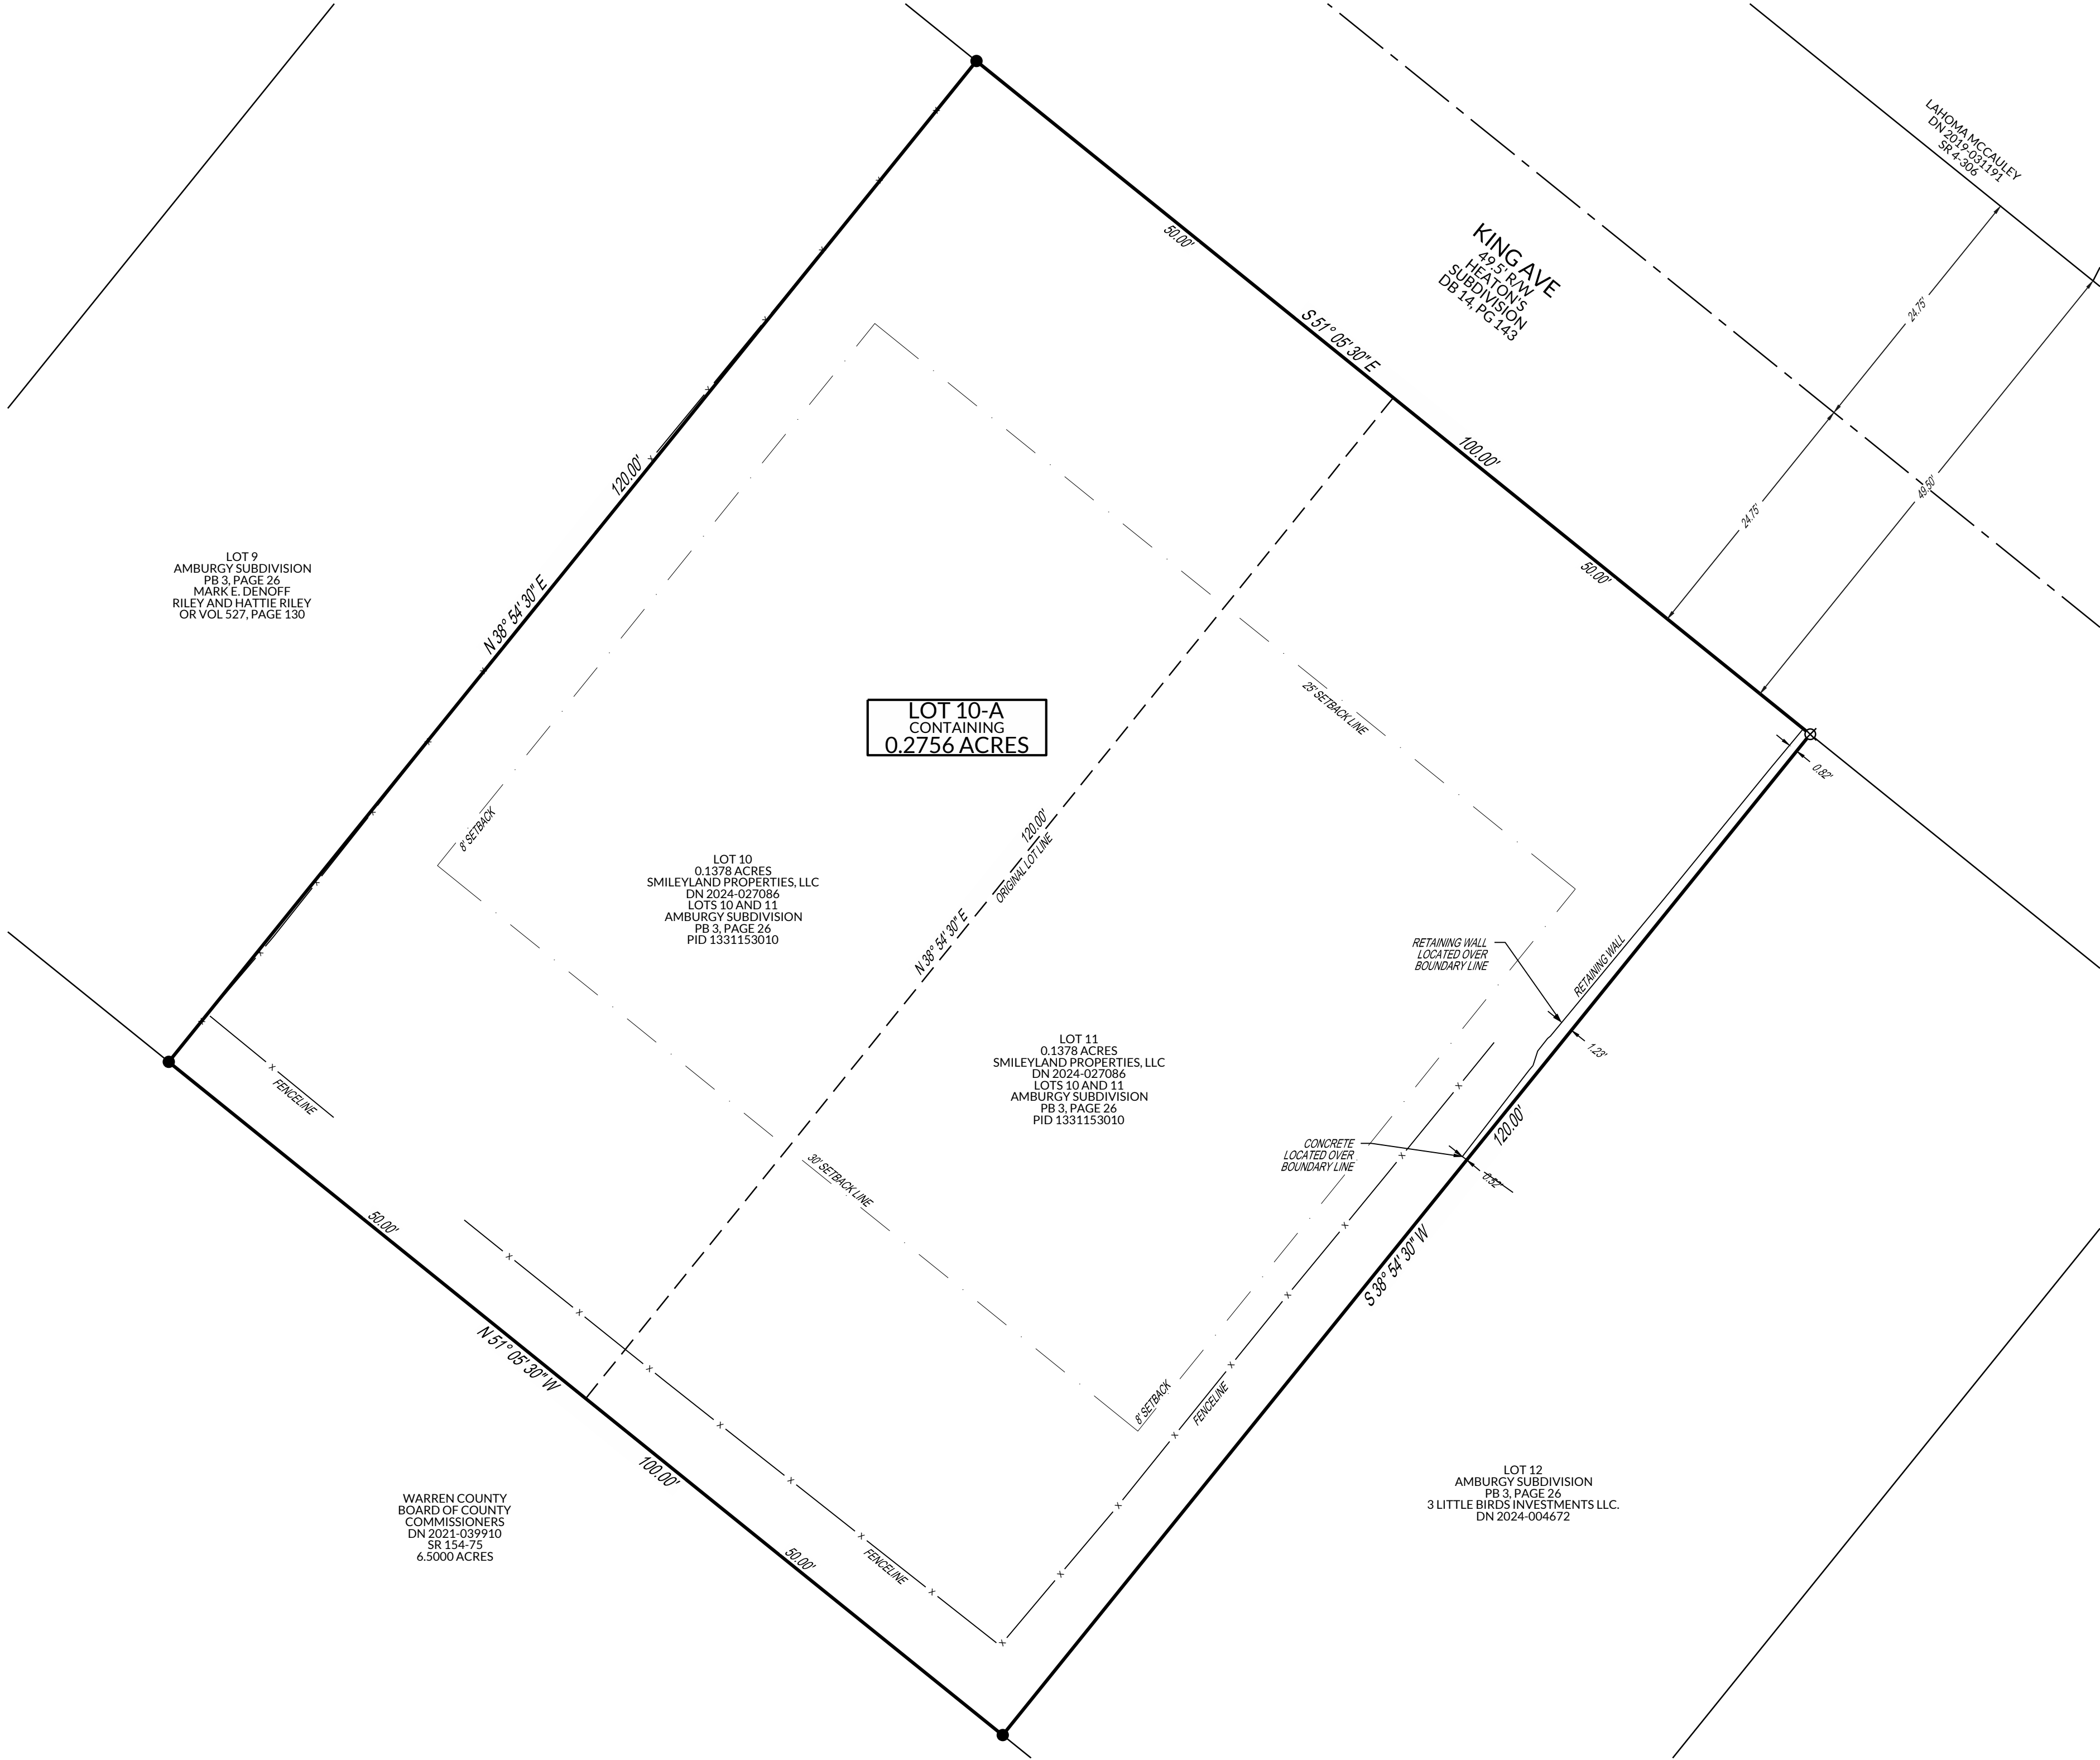 LAHOMA MCCAULEY
DN 2019-031191
SR 4-306
KING AVE
49.5' R/W
HEATON'S
SUBDIVISION
DB 14, PG 143
50.00'
S 51° 05' 30" E
100.00'
50.00'
24.75'
24.75'
49.50'
120.00'
N 38° 54' 30" E
LOT 9
AMBURGY SUBDIVISION
PB 3, PAGE 26
MARK E. DENOFF
RILEY AND HATTIE RILEY
OR VOL 527, PAGE 130
LOT 10-A
CONTAINING
0.2756 ACRES
25' SETBACK LINE
0.82'
8' SETBACK
120.00'
ORIGINAL LOT LINE
N 38° 54' 30" E
LOT 10
0.1378 ACRES
SMILEYLAND PROPERTIES, LLC
DN 2024-027086
LOTS 10 AND 11
AMBURGY SUBDIVISION
PB 3, PAGE 26
PID 1331153010
RETAINING WALL
LOCATED OVER
BOUNDARY LINE
RETAINING WALL
1.23'
LOT 11
0.1378 ACRES
SMILEYLAND PROPERTIES, LLC
DN 2024-027086
LOTS 10 AND 11
AMBURGY SUBDIVISION
PB 3, PAGE 26
PID 1331153010
FENCELINE
120.00'
CONCRETE
LOCATED OVER
BOUNDARY LINE
30' SETBACK LINE
S 38° 54' 30" W
50.00'
N 51° 05' 30" W
100.00'
50.00'
8' SETBACK
FENCELINE
FENCELINE
WARREN COUNTY
BOARD OF COUNTY
COMMISSIONERS
DN 2021-039910
SR 154-75
6.5000 ACRES
LOT 12
AMBURGY SUBDIVISION
PB 3, PAGE 26
3 LITTLE BIRDS INVESTMENTS LLC.
DN 2024-004672